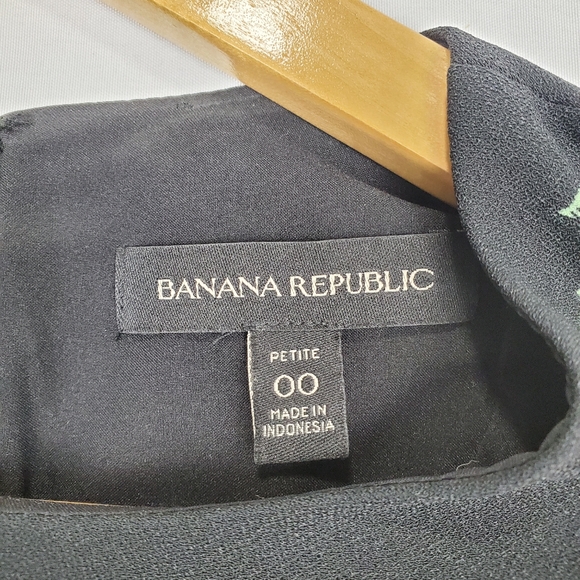 BANANA REPUBLIC
PETITE
00
MADE IN
INDONESIA